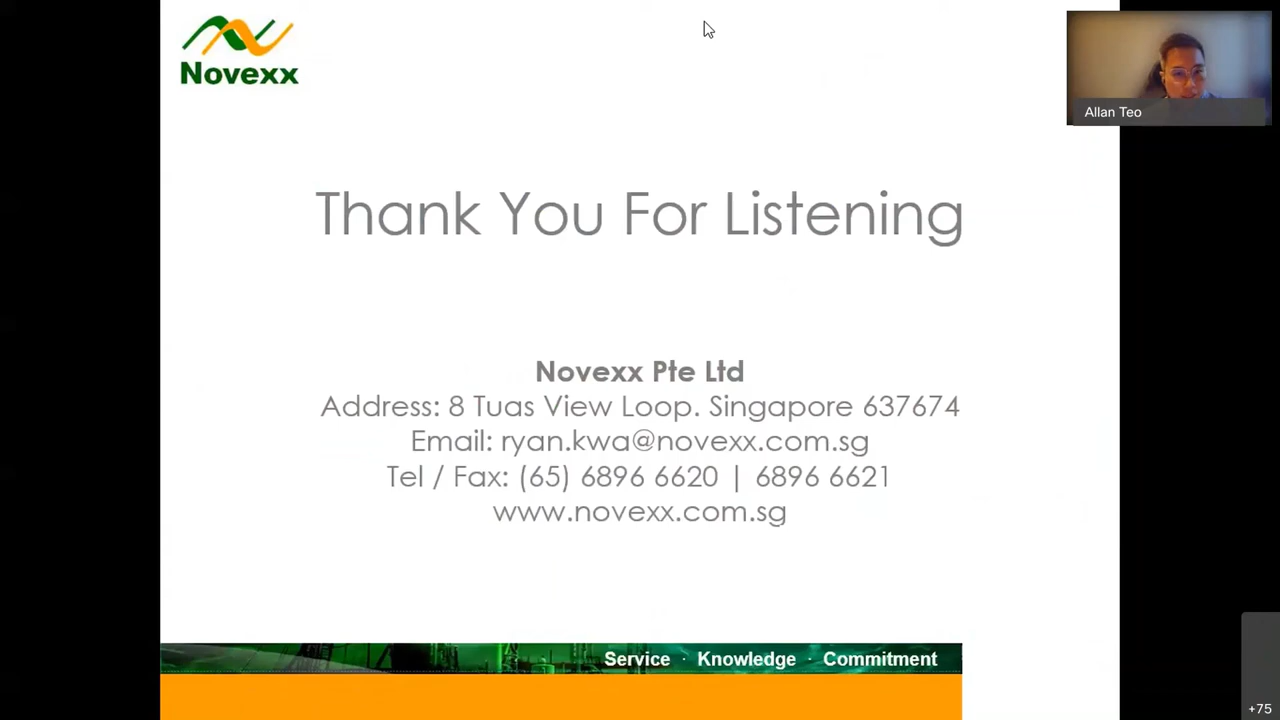 Novexx
Allan Teo
Thank You For Listening
Novexx Pte Ltd
Address: 8 Tuas View Loop. Singapore 637674
Email: ryan.kwa@novexx.com.sg
Tel / Fax: (65) 6896 6620 | 6896 6621
www.novexx.com.sg
Service · Knowledge · Commitment
+75